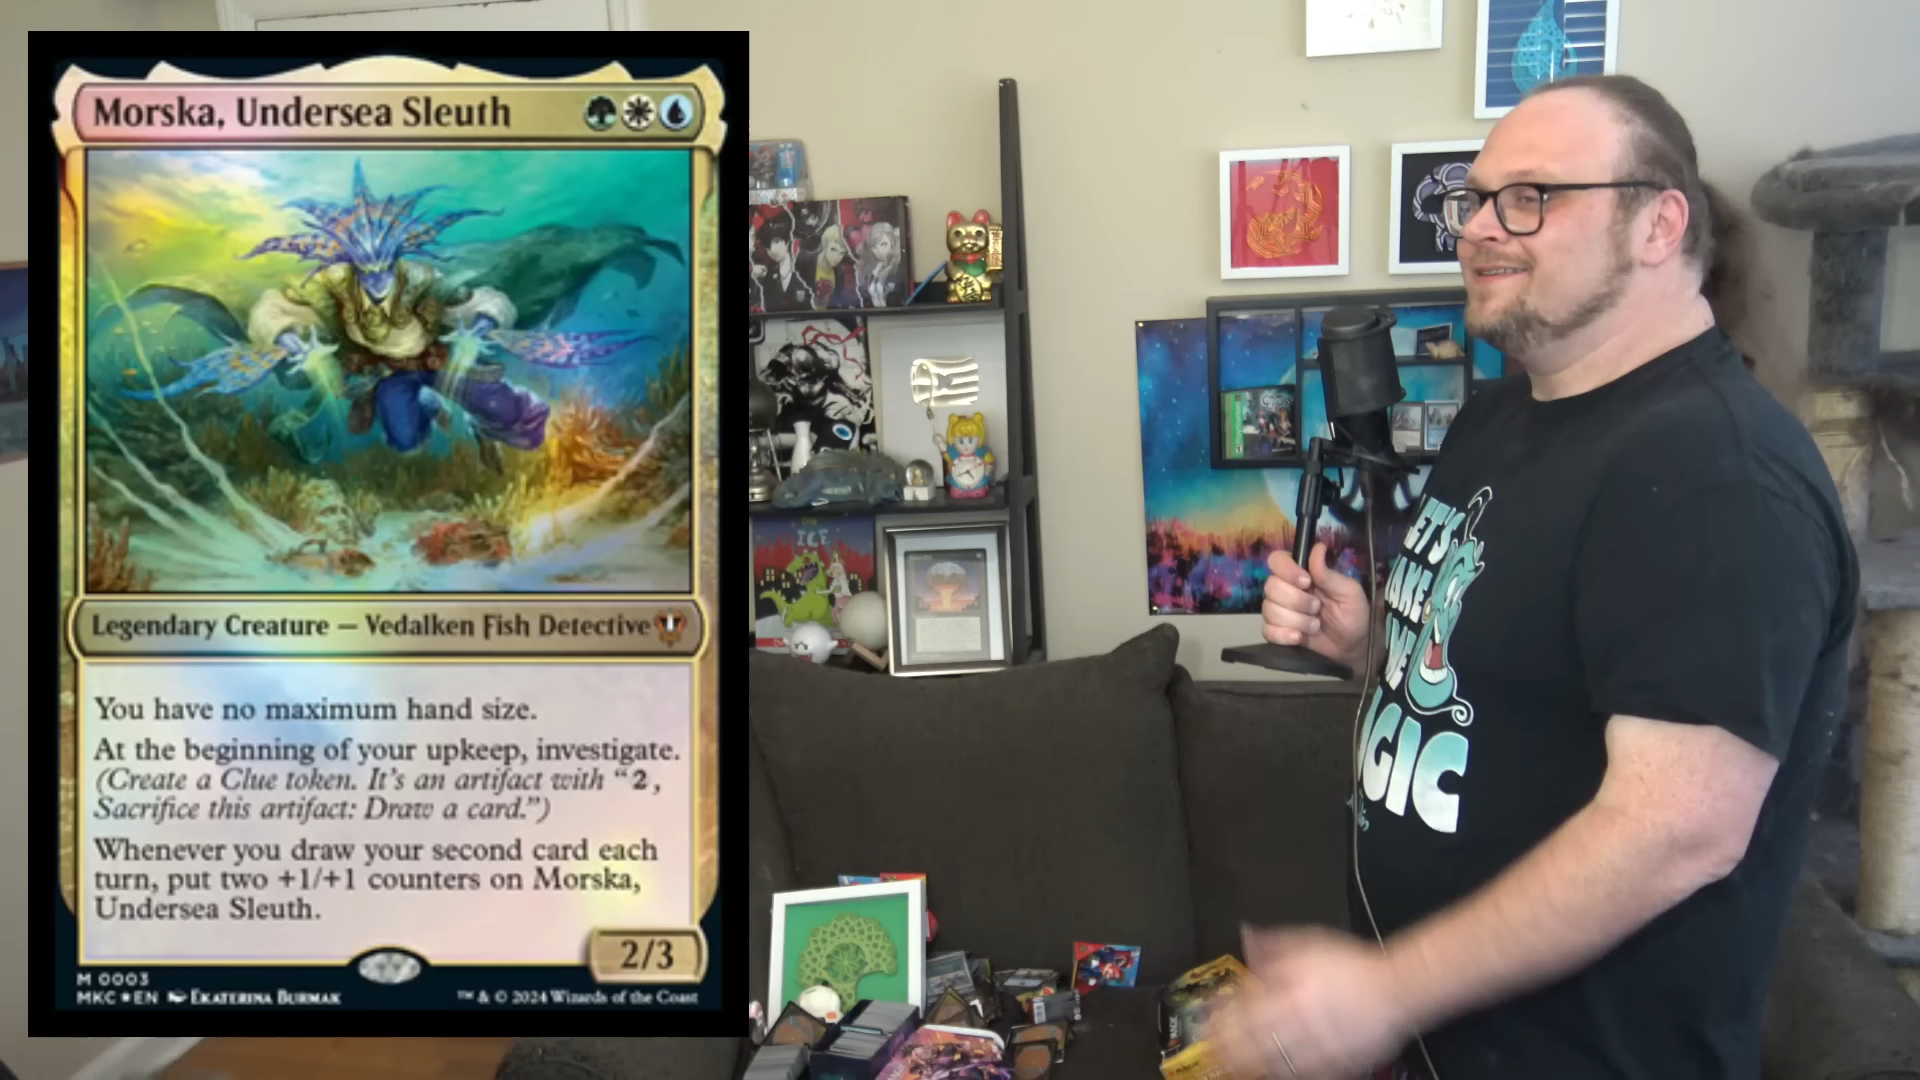 Morska, Undersea Sleuth
Legendary Creature — Vedalken Fish Detective
You have no maximum hand size.
At the beginning of your upkeep, investigate.
(Create a Clue token. It's an artifact with “2,
Sacrifice this artifact: Draw a card.”)
Whenever you draw your second card each
turn, put two +1/+1 counters on Morska,
Undersea Sleuth.
2/3
M 0003
MKC ★ EN Ekaterina Burmak
™ & © 2024 Wizards of the Coast
ICE